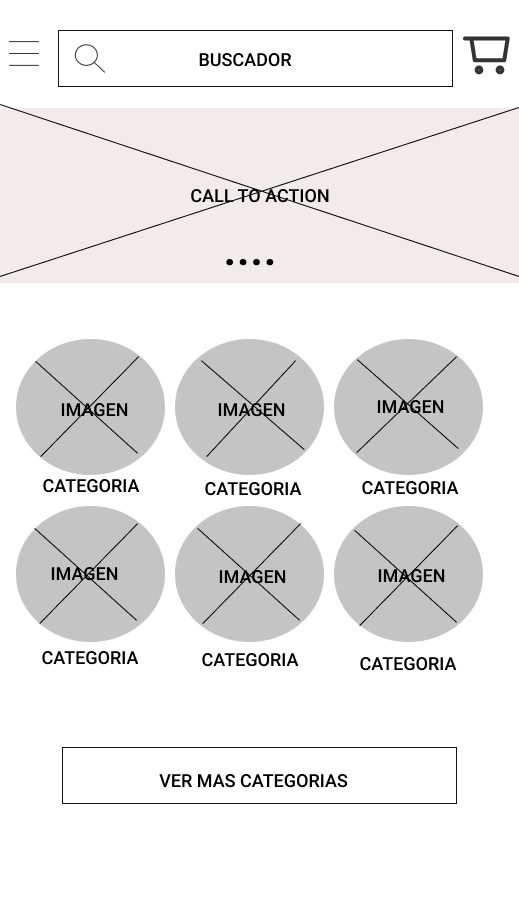 BUSCADOR
CALL TO ACTION
IMAGEN
IMAGEN
IMAGEN
CATEGORIA
CATEGORIA
CATEGORIA
IMAGEN
IMAGEN
IMAGEN
CATEGORIA
CATEGORIA
CATEGORIA
VER MAS CATEGORIAS